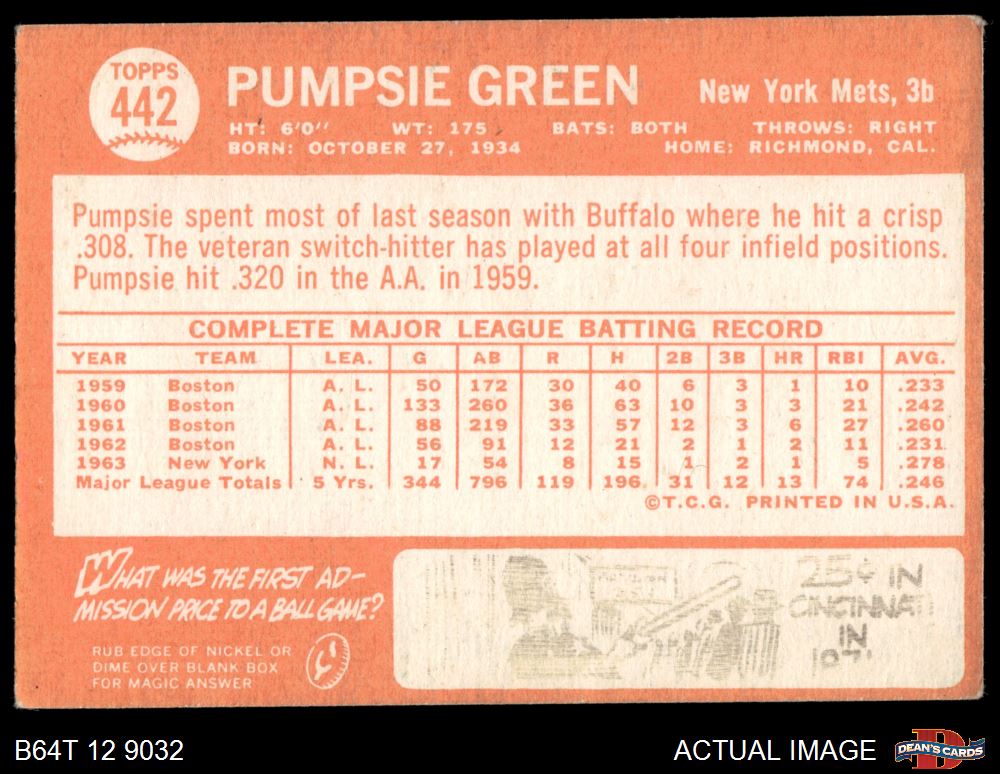 TOPPS
442
PUMPSIE GREEN
New York Mets, 3b
HT: 6'0" WT: 175 BATS: BOTH THROWS: RIGHT
BORN: OCTOBER 27, 1934 HOME: RICHMOND, CAL.
Pumpsie spent most of last season with Buffalo where he hit a crisp
.308. The veteran switch-hitter has played at all four infield positions.
Pumpsie hit .320 in the A.A. in 1959.
COMPLETE MAJOR LEAGUE BATTING RECORD
YEAR TEAM LEA. G AB R H 2B 3B HR RBI AVG.
1959 Boston A. L. 50 172 30 40 6 3 1 10 .233
1960 Boston A. L. 133 260 36 63 10 3 3 21 .242
1961 Boston A. L. 88 219 33 57 12 3 6 27 .260
1962 Boston A. L. 56 91 12 21 2 1 2 11 .231
1963 New York N. L. 17 54 8 15 1 2 1 5 .278
Major League Totals 5 Yrs. 344 796 119 196 31 12 13 74 .246
©T.C.G. PRINTED IN U.S.A.
WHAT WAS THE FIRST AD-
MISSION PRICE TO A BALL GAME?
RUB EDGE OF NICKEL OR
DIME OVER BLANK BOX
FOR MAGIC ANSWER
25¢ IN
CINCINNATI
IN
B64T 12 9032
ACTUAL IMAGE
DEAN'S CARDS